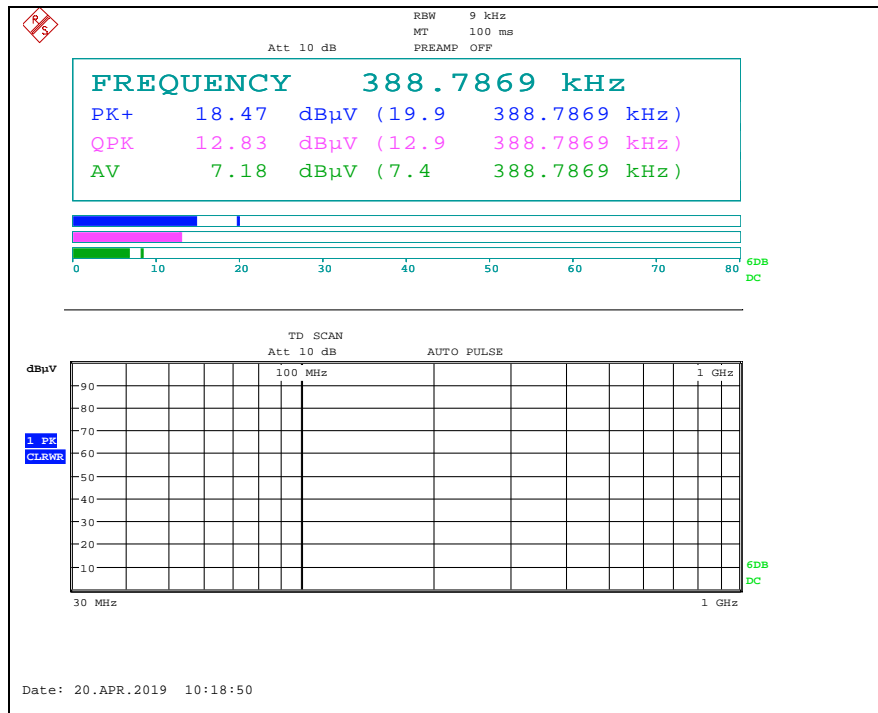 R S
RBW 9 kHz
MT 100 ms
Att 10 dB PREAMP OFF
FREQUENCY 388.7869 kHz
PK+ 18.47 dBµV (19.9 388.7869 kHz)
QPK 12.83 dBµV (12.9 388.7869 kHz)
AV 7.18 dBµV (7.4 388.7869 kHz)
0 10 20 30 40 50 60 70 80
6DB
DC
TD SCAN
Att 10 dB AUTO PULSE
dBµV
100 MHz 1 GHz
90
80
70
1 PK
60
CLRWR
50
40
30
20
10
6DB
DC
30 MHz 1 GHz
Date: 20.APR.2019 10:18:50